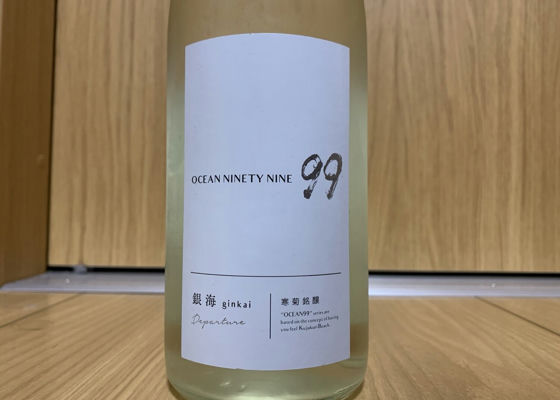 OCEAN NINETY NINE 99
銀海 ginkai
Departure
寒菊銘醸
"OCEAN99" series are
based on the concept of having
you feel Kujukuri Beach.